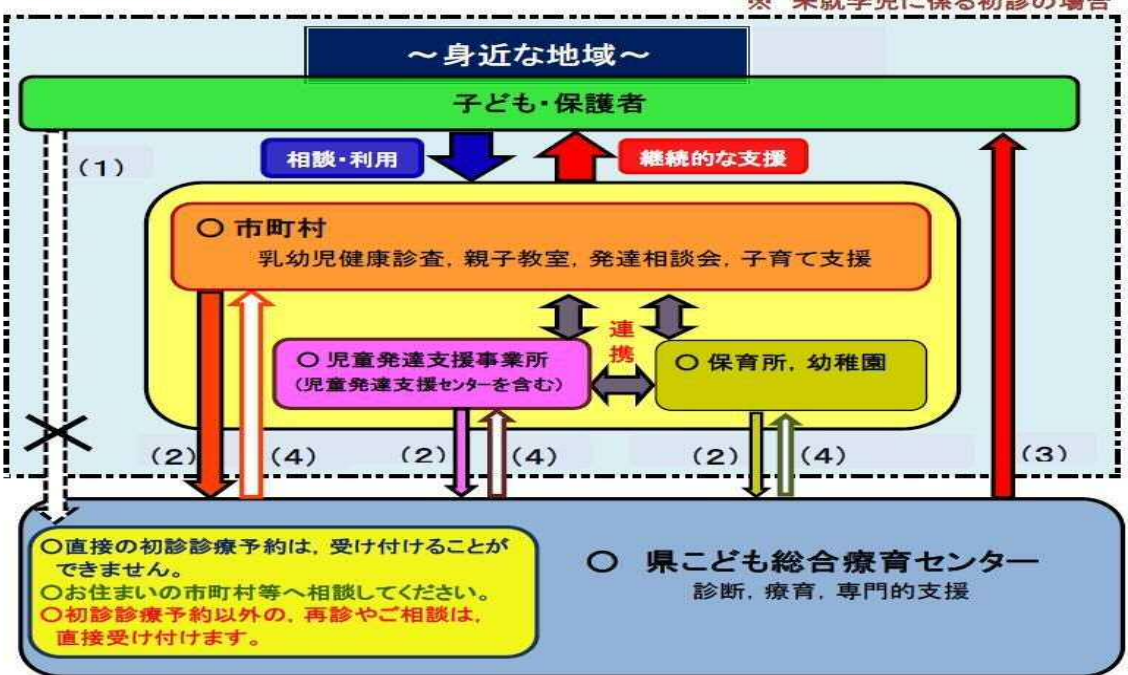 ※ 未就学児に係る初診の場合
～身近な地域～
子ども・保護者
(1)
相談・利用
継続的な支援
○ 市町村
乳幼児健康診査，親子教室，発達相談会，子育て支援
連
携
○ 児童発達支援事業所
(児童発達支援ｾﾝﾀｰを含む)
○ 保育所，幼稚園
(2)
(4)
(2)
(4)
(2)
(4)
(3)
○直接の初診診療予約は，受け付けることが
できません。
○お住まいの市町村等へ相談してください。
○初診診療予約以外の，再診やご相談は，
直接受け付けます。
○ 県こども総合療育センター
診断，療育，専門的支援